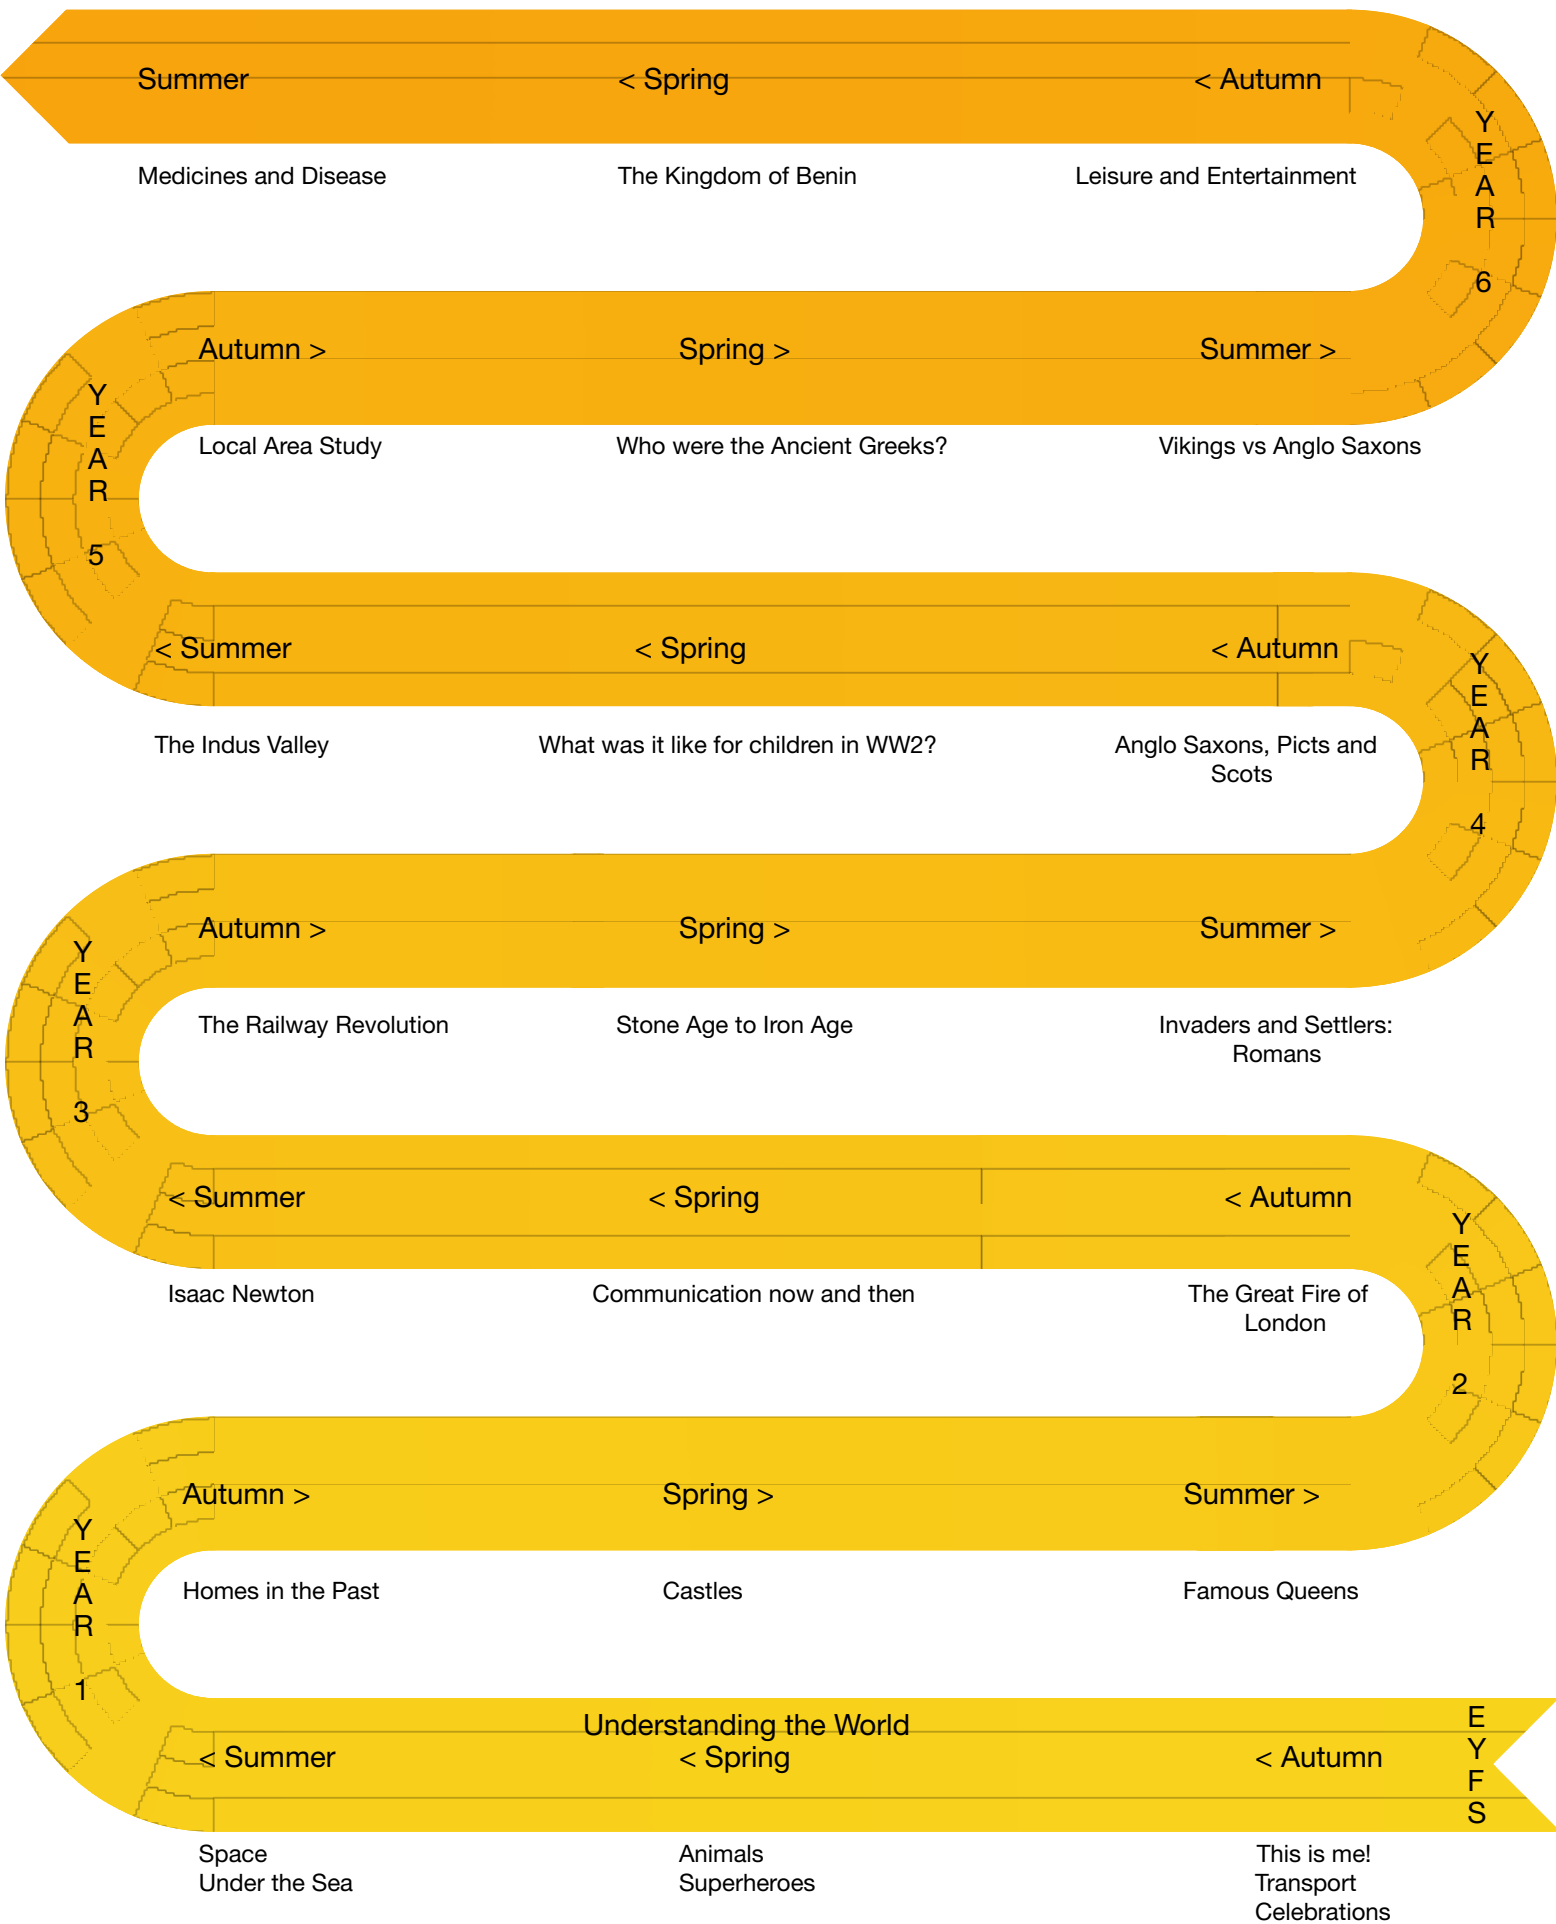 Summer < Spring < Autumn
Medicines and Disease The Kingdom of Benin Leisure and Entertainment
YEAR 6
Autumn > Spring > Summer >
Local Area Study Who were the Ancient Greeks? Vikings vs Anglo Saxons
YEAR 5
< Summer < Spring < Autumn
The Indus Valley What was it like for children in WW2? Anglo Saxons, Picts and
Scots
YEAR 4
Autumn > Spring > Summer >
The Railway Revolution Stone Age to Iron Age Invaders and Settlers:
Romans
YEAR 3
< Summer < Spring < Autumn
Isaac Newton Communication now and then The Great Fire of
London
YEAR 2
Autumn > Spring > Summer >
Homes in the Past Castles Famous Queens
YEAR 1
Understanding the World
< Summer < Spring < Autumn
EYFS
Space Animals This is me!
Under the Sea Superheroes Transport
Celebrations